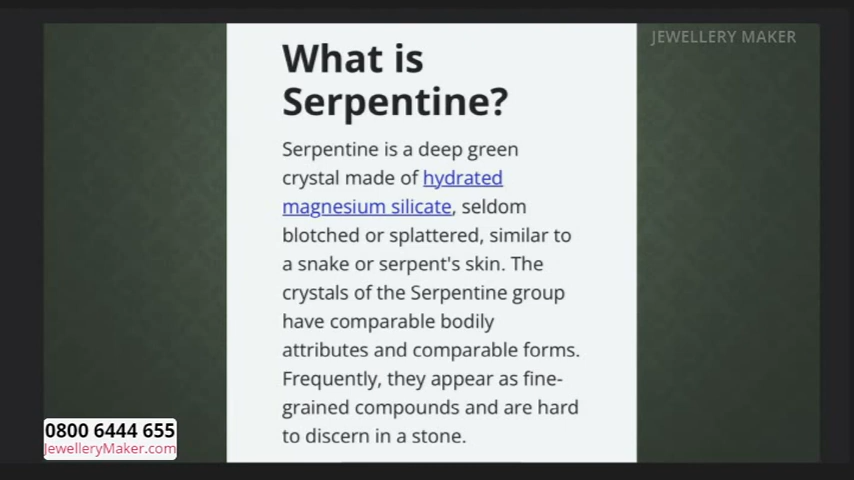 JEWELLERY MAKER
What is
Serpentine?
Serpentine is a deep green
crystal made of hydrated
magnesium silicate, seldom
blotched or splattered, similar to
a snake or serpent's skin. The
crystals of the Serpentine group
have comparable bodily
attributes and comparable forms.
Frequently, they appear as fine-
grained compounds and are hard
to discern in a stone.
0800 6444 655
JewelleryMaker.com